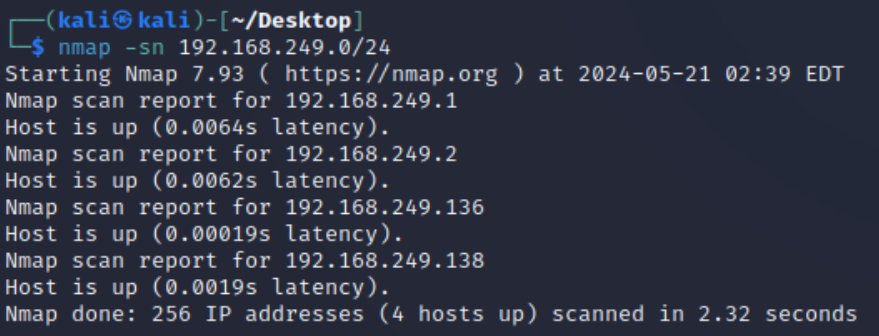 ┌──(kali㉿kali)-[~/Desktop]
└─$ nmap -sn 192.168.249.0/24
Starting Nmap 7.93 ( https://nmap.org ) at 2024-05-21 02:39 EDT
Nmap scan report for 192.168.249.1
Host is up (0.0064s latency).
Nmap scan report for 192.168.249.2
Host is up (0.0062s latency).
Nmap scan report for 192.168.249.136
Host is up (0.00019s latency).
Nmap scan report for 192.168.249.138
Host is up (0.0019s latency).
Nmap done: 256 IP addresses (4 hosts up) scanned in 2.32 seconds